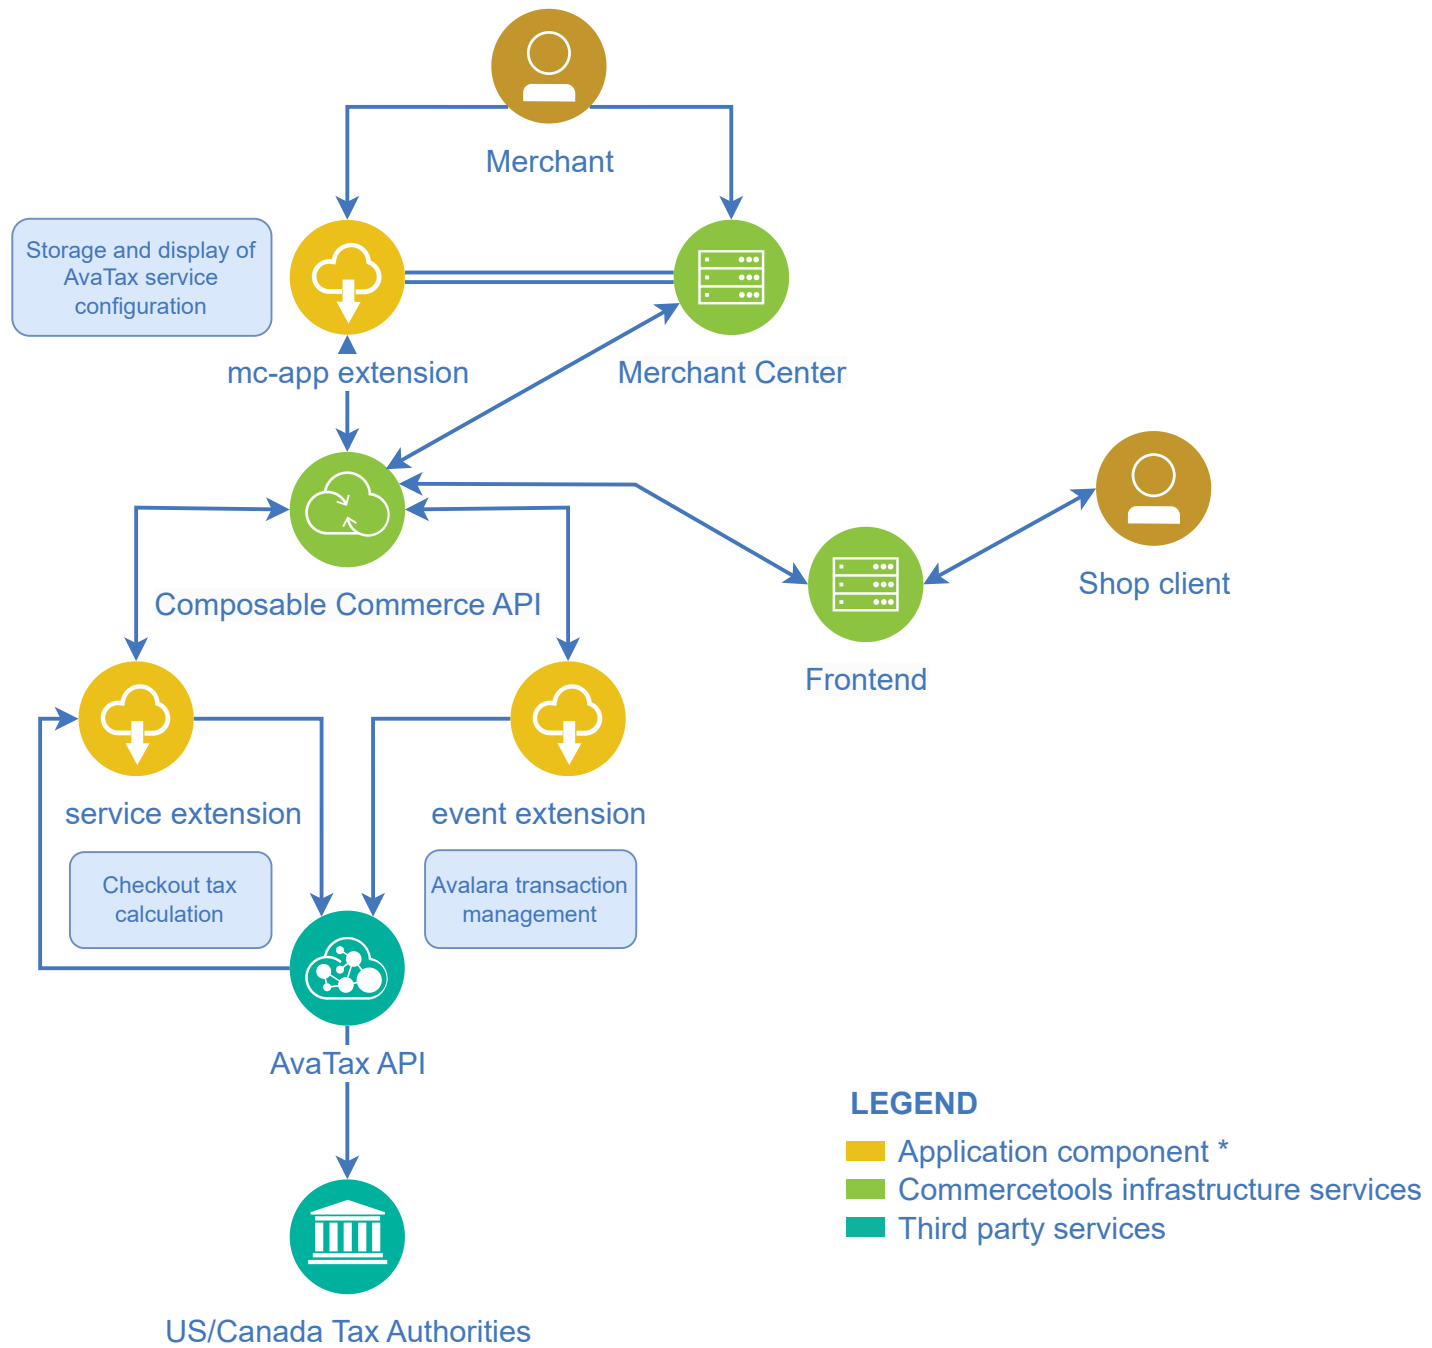 Merchant
Storage and display of
AvaTax service
configuration
mc-app extension
Merchant Center
Shop client
Composable Commerce API
Frontend
service extension
event extension
Checkout tax
calculation
Avalara transaction
management
AvaTax API
LEGEND
Application component *
Commercetools infrastructure services
Third party services
US/Canada Tax Authorities